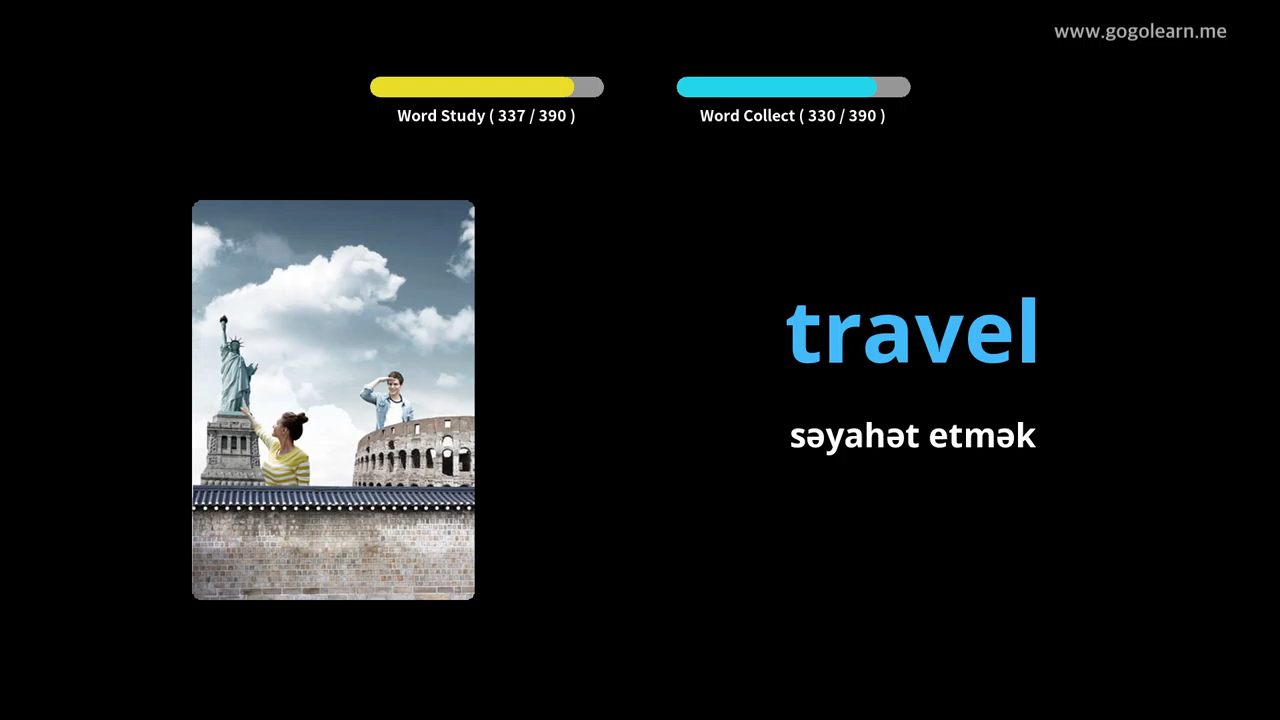 www.gogolearn.me
Word Study ( 337 / 390 )
Word Collect ( 330 / 390 )
travel
səyahət etmək